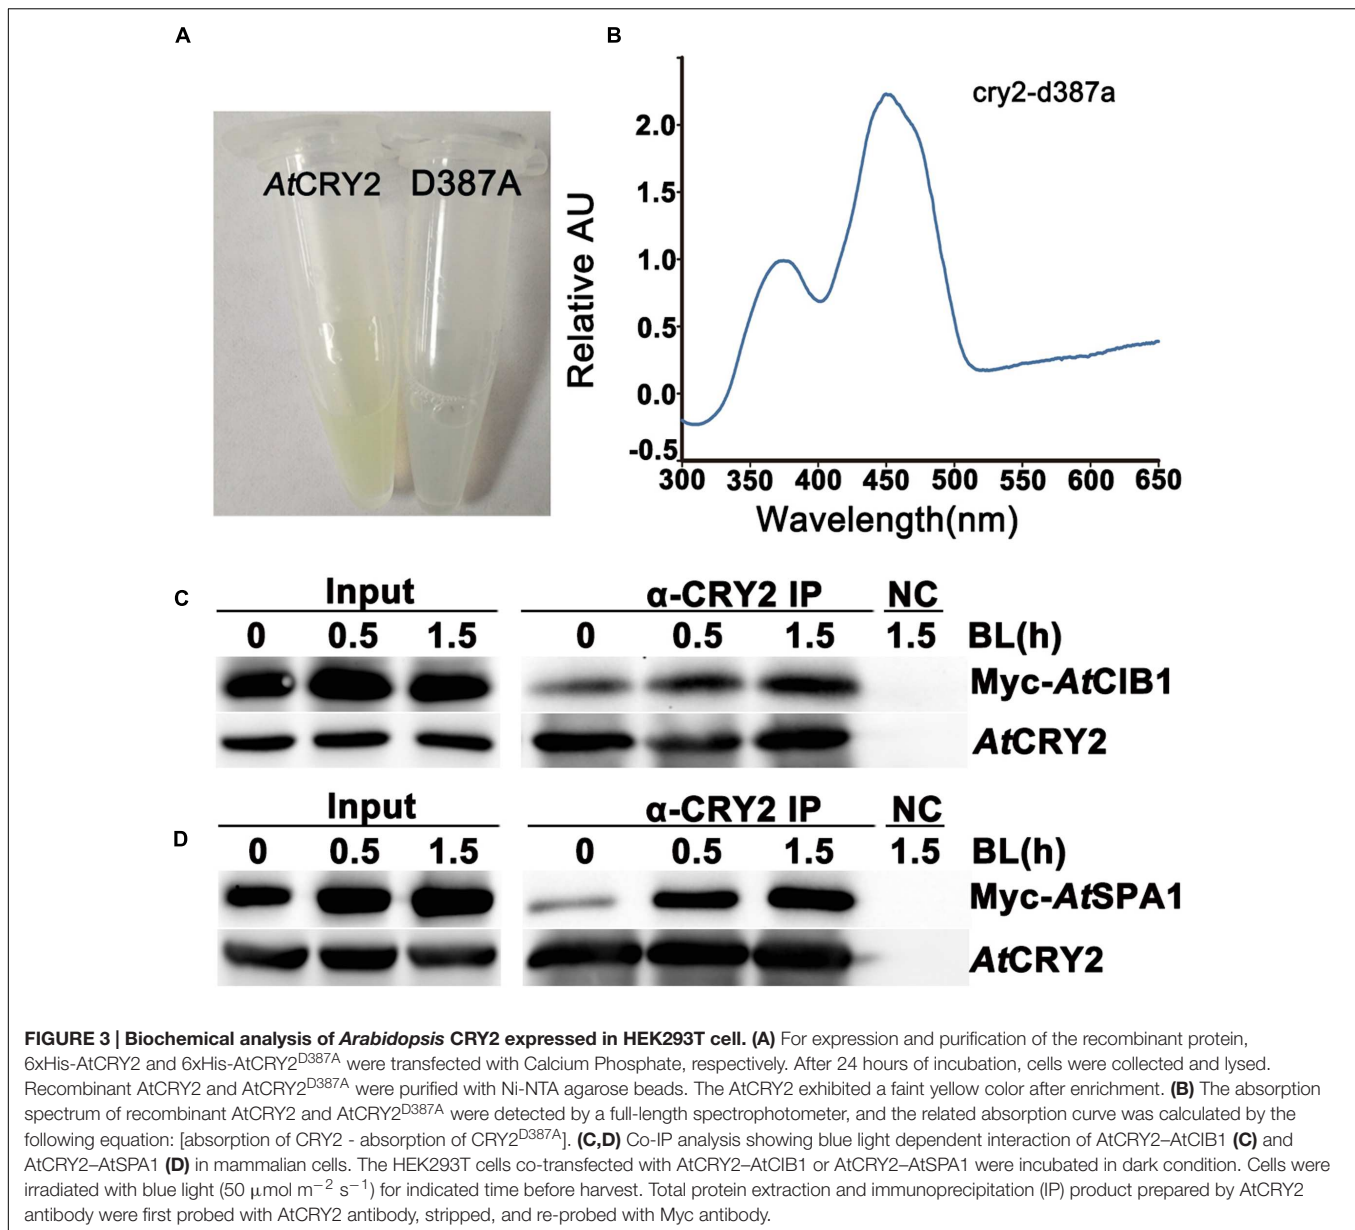 A
B
AtCRY2 D387A
cry2-d387a
Relative AU
2.0
1.5
1.0
0.5
0.0
-0.5
300 350 400 450 500 550 600 650
Wavelength(nm)
C
Input α-CRY2 IP NC
0 0.5 1.5 0 0.5 1.5 1.5 BL(h)
Myc-AtCIB1
AtCRY2
D
Input α-CRY2 IP NC
0 0.5 1.5 0 0.5 1.5 1.5 BL(h)
Myc-AtSPA1
AtCRY2
FIGURE 3 | Biochemical analysis of Arabidopsis CRY2 expressed in HEK293T cell. (A) For expression and purification of the recombinant protein,
6xHis-AtCRY2 and 6xHis-AtCRY2^D387A were transfected with Calcium Phosphate, respectively. After 24 hours of incubation, cells were collected and lysed.
Recombinant AtCRY2 and AtCRY2^D387A were purified with Ni-NTA agarose beads. The AtCRY2 exhibited a faint yellow color after enrichment. (B) The absorption
spectrum of recombinant AtCRY2 and AtCRY2^D387A were detected by a full-length spectrophotometer, and the related absorption curve was calculated by the
following equation: [absorption of CRY2 - absorption of CRY2^D387A]. (C,D) Co-IP analysis showing blue light dependent interaction of AtCRY2–AtCIB1 (C) and
AtCRY2–AtSPA1 (D) in mammalian cells. The HEK293T cells co-transfected with AtCRY2–AtCIB1 or AtCRY2–AtSPA1 were incubated in dark condition. Cells were
irradiated with blue light (50 μmol m−2 s−1) for indicated time before harvest. Total protein extraction and immunoprecipitation (IP) product prepared by AtCRY2
antibody were first probed with AtCRY2 antibody, stripped, and re-probed with Myc antibody.